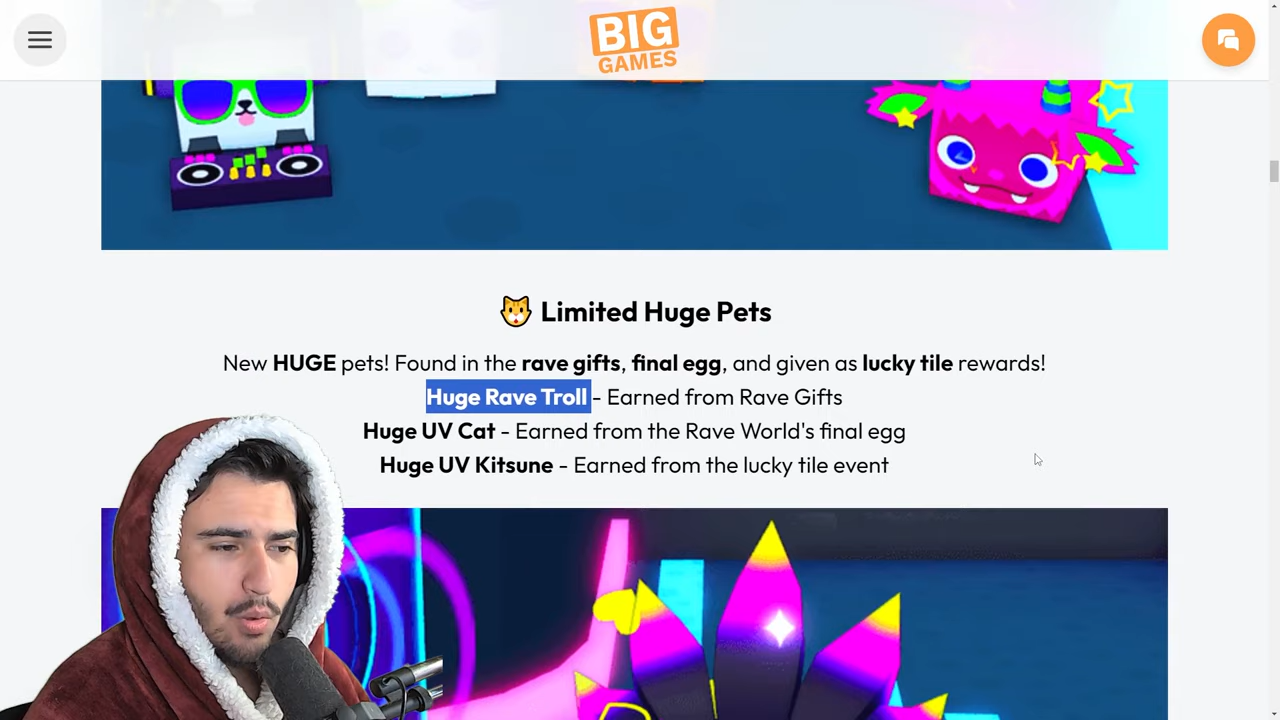 BIG
GAMES
Limited Huge Pets
New HUGE pets! Found in the rave gifts, final egg, and given as lucky tile rewards!
Huge Rave Troll - Earned from Rave Gifts
Huge UV Cat - Earned from the Rave World's final egg
Huge UV Kitsune - Earned from the lucky tile event